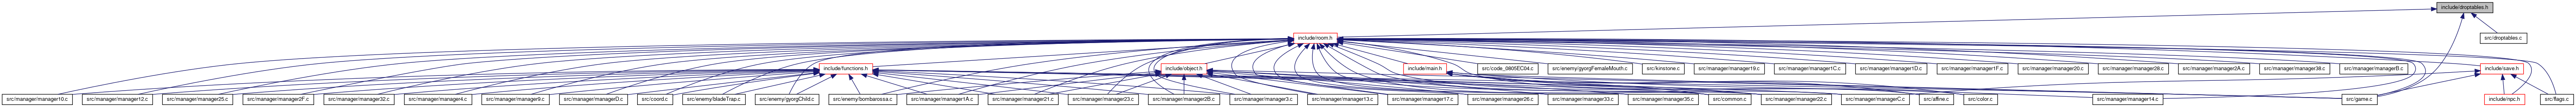 include/droptables.h
src/droptables.c
include/room.h
include/functions.h
include/object.h
include/main.h
src/code_0805EC04.c
src/enemy/gyorgFemaleMouth.c
src/kinstone.c
src/manager/manager19.c
src/manager/manager1C.c
src/manager/manager1D.c
src/manager/manager1F.c
src/manager/manager20.c
src/manager/manager28.c
src/manager/manager2A.c
src/manager/manager38.c
src/manager/managerB.c
include/save.h
src/manager/manager10.c
src/manager/manager12.c
src/manager/manager25.c
src/manager/manager2F.c
src/manager/manager32.c
src/manager/manager4.c
src/manager/manager9.c
src/manager/managerD.c
src/coord.c
src/enemy/bladeTrap.c
src/enemy/gyorgChild.c
src/enemy/bombarossa.c
src/manager/manager1A.c
src/manager/manager21.c
src/manager/manager23.c
src/manager/manager2B.c
src/manager/manager3.c
src/manager/manager13.c
src/manager/manager17.c
src/manager/manager26.c
src/manager/manager33.c
src/manager/manager35.c
src/common.c
src/manager/manager22.c
src/manager/managerC.c
src/affine.c
src/color.c
src/manager/manager14.c
src/game.c
include/npc.h
src/flags.c